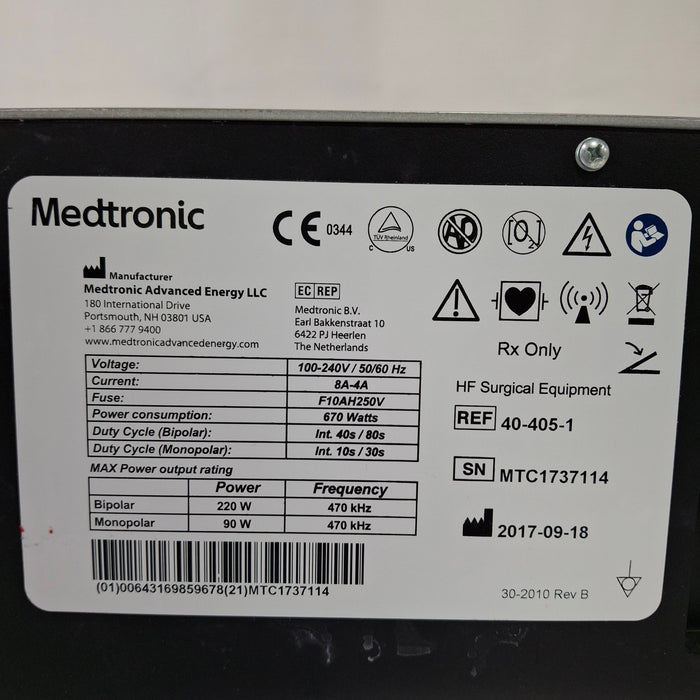 Medtronic
CE 0344
TÜV Rheinland
C US
AP
O2
Manufacturer
Medtronic Advanced Energy LLC
180 International Drive
Portsmouth, NH 03801 USA
+1 866 777 9400
www.medtronicadvancedenergy.com
EC REP
Medtronic B.V.
Earl Bakkenstraat 10
6422 PJ Heerlen
The Netherlands
Rx Only
HF Surgical Equipment
REF 40-405-1
SN MTC1737114
2017-09-18
Voltage: 100-240V / 50/60 Hz
Current: 8A-4A
Fuse: F10AH250V
Power consumption: 670 Watts
Duty Cycle (Bipolar): Int. 40s / 80s
Duty Cycle (Monopolar): Int. 10s / 30s
MAX Power output rating
Power Frequency
Bipolar 220 W 470 kHz
Monopolar 90 W 470 kHz
(01)00643169859678(21)MTC1737114
30-2010 Rev B